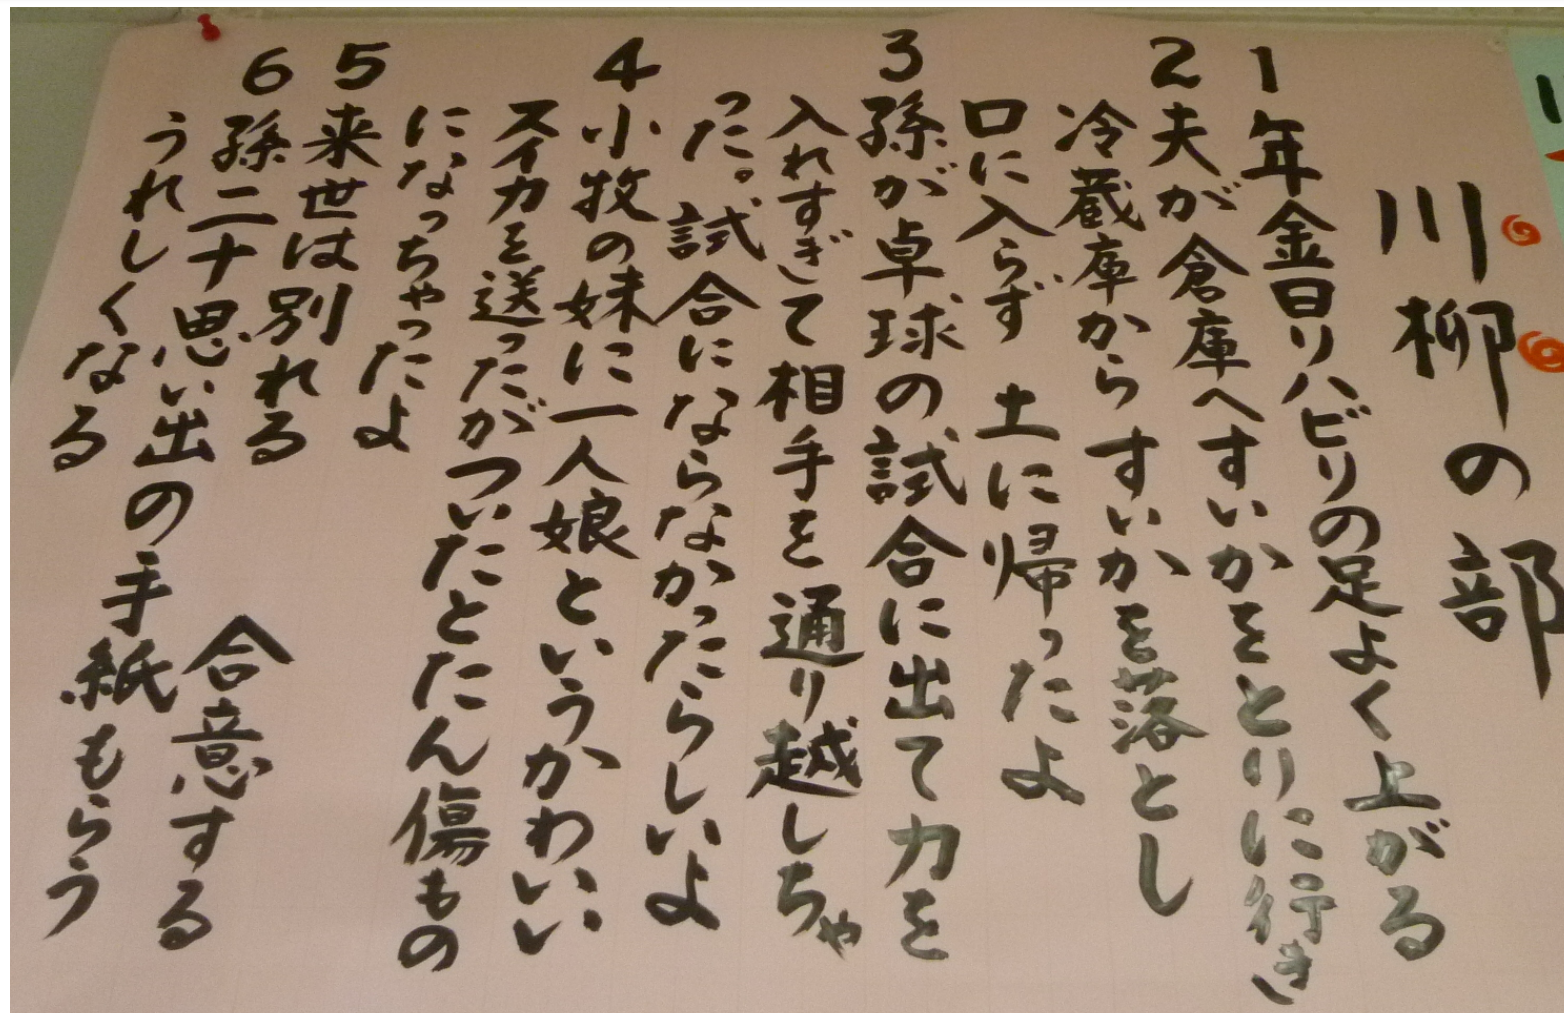 川柳の部
1年金日リハビリの足よく上がる
2夫が倉庫へすいかをとりに行き
冷蔵庫からすいかを落とし
口に入らず 土に帰ったよ
3孫が卓球の試合に出て力を
入れすぎて相手を通り越しちゃ
った。試合にならなかったらしいよ
4小牧の妹に一人娘というかわいい
スイカを送ったがついたとたん傷もの
になっちゃったよ
5来世は別れる 合意する
6孫二十思い出の手紙もらう
うれしくなる